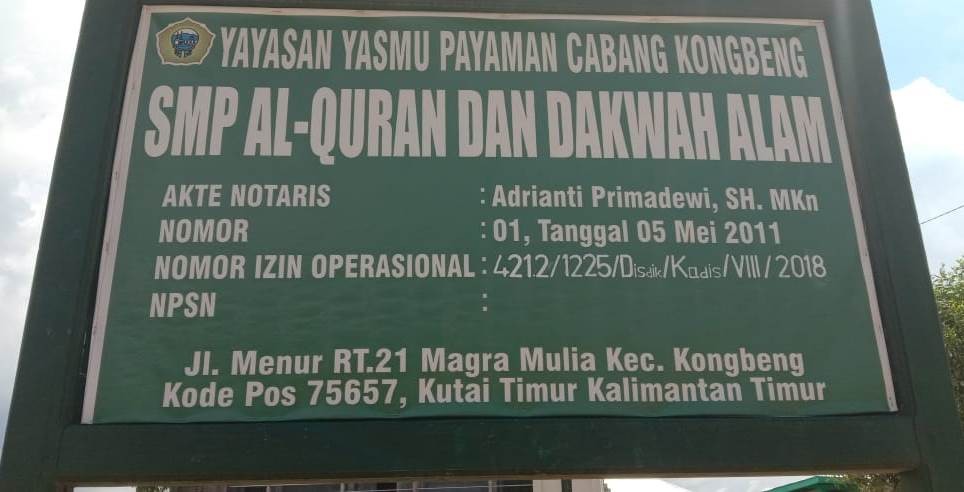 YAYASAN YASMU PAYAMAN CABANG KONGBENG
SMP AL-QURAN DAN DAKWAH ALAM
AKTE NOTARIS : Adrianti Primadewi, SH. MKn
NOMOR : 01, Tanggal 05 Mei 2011
NOMOR IZIN OPERASIONAL : 421.2/1225/Disdik/Kadis/VIII/2018
NPSN :
Jl. Menur RT.21 Magra Mulia Kec. Kongbeng
Kode Pos 75657, Kutai Timur Kalimantan Timur